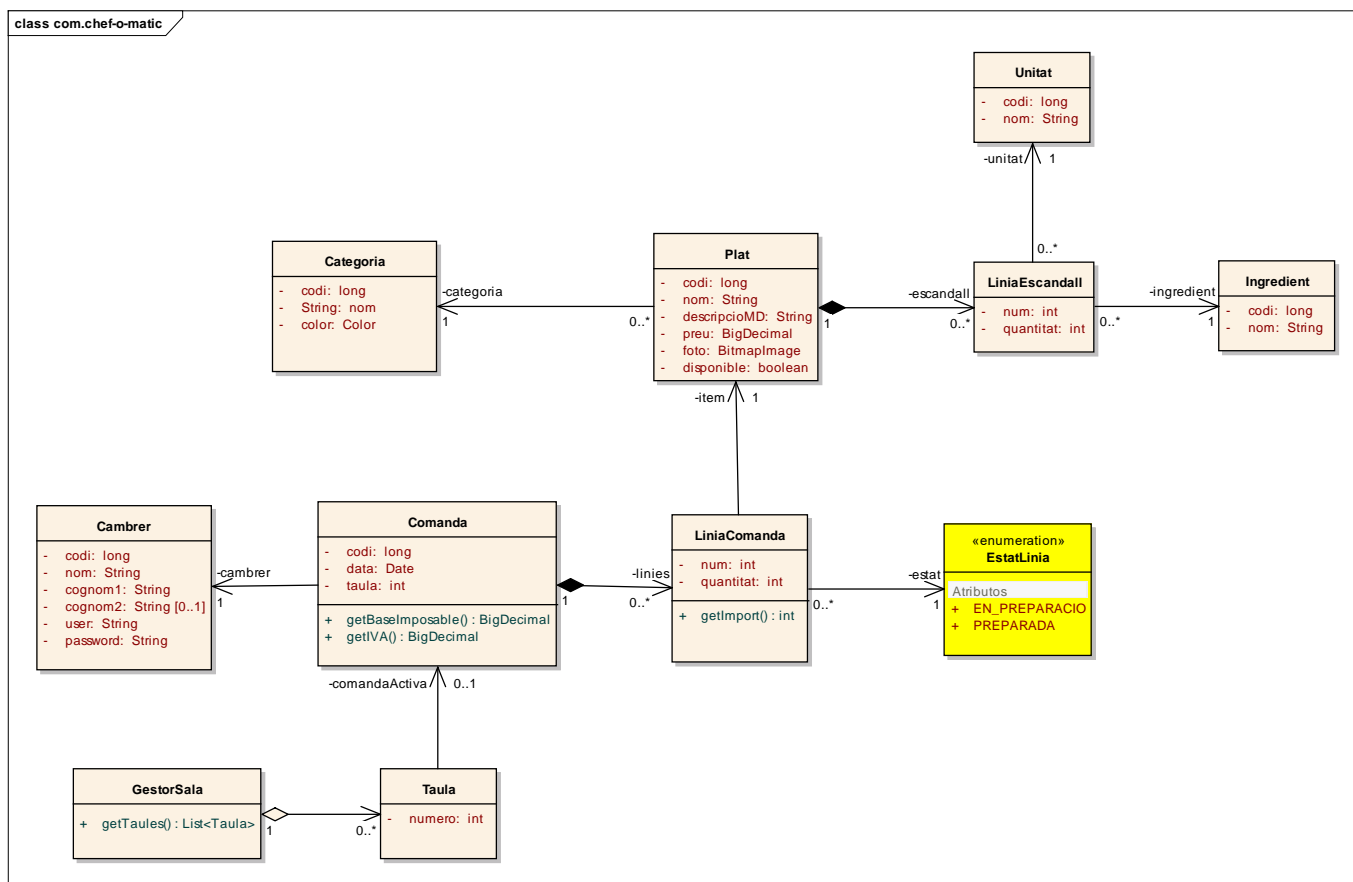 class com.chef-o-matic
Unitat
- codi: long
- nom: String
-unitat 1
0..*
Categoria
- codi: long
- String: nom
- color: Color
-categoria
1
0..*
Plat
- codi: long
- nom: String
- descripcioMD: String
- preu: BigDecimal
- foto: BitmapImage
- disponible: boolean
1
-escandall
0..*
LiniaEscandall
- num: int
- quantitat: int
0..*
-ingredient
1
Ingredient
- codi: long
- nom: String
-item 1
Cambrer
- codi: long
- nom: String
- cognom1: String
- cognom2: String [0..1]
- user: String
- password: String
-cambrer
1
Comanda
- codi: long
- data: Date
- taula: int
+ getBaseImposable() : BigDecimal
+ getIVA() : BigDecimal
1
-linies
0..*
LiniaComanda
- num: int
- quantitat: int
+ getImport() : int
0..*
-estat
1
«enumeration»
EstatLinia
Atributos
+ EN_PREPARACIO
+ PREPARADA
-comandaActiva 0..1
GestorSala
+ getTaules() : List<Taula>
1
0..*
Taula
- numero: int